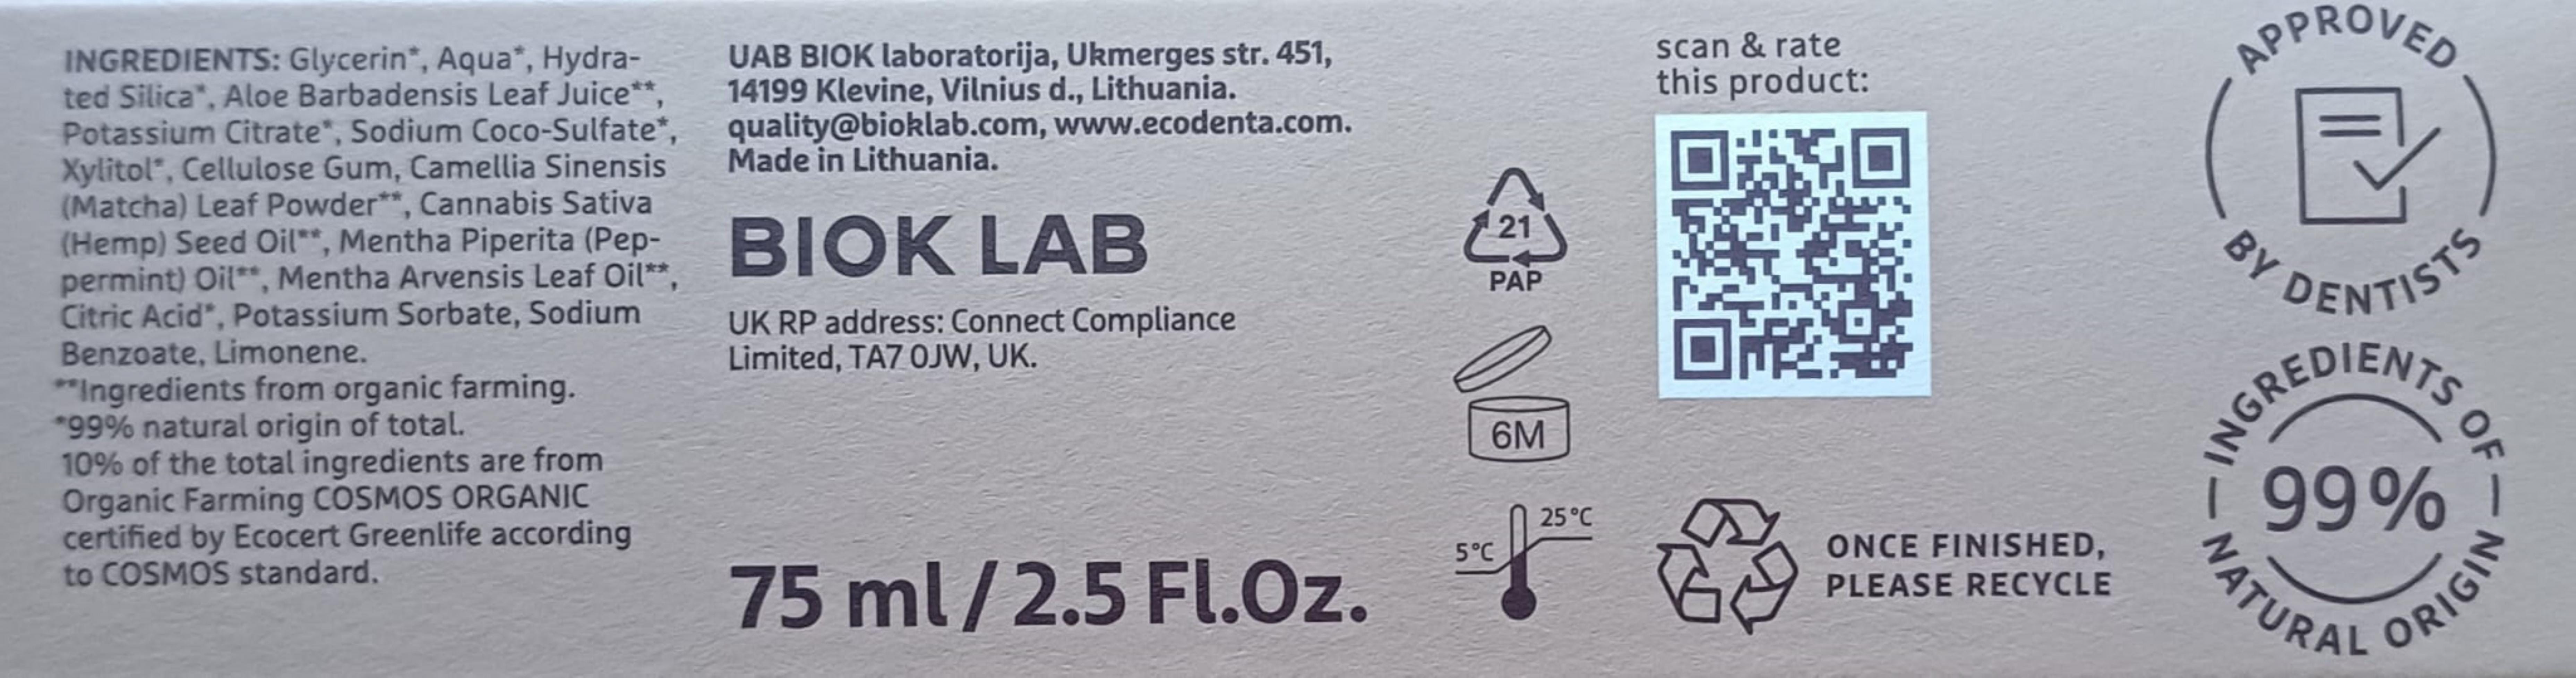 INGREDIENTS: Glycerin*, Aqua*, Hydra-
ted Silica*, Aloe Barbadensis Leaf Juice**,
Potassium Citrate*, Sodium Coco-Sulfate*,
Xylitol*, Cellulose Gum, Camellia Sinensis
(Matcha) Leaf Powder**, Cannabis Sativa
(Hemp) Seed Oil**, Mentha Piperita (Pep-
permint) Oil**, Mentha Arvensis Leaf Oil**,
Citric Acid*, Potassium Sorbate, Sodium
Benzoate, Limonene.
**Ingredients from organic farming.
*99% natural origin of total.
10% of the total ingredients are from
Organic Farming COSMOS ORGANIC
certified by Ecocert Greenlife according
to COSMOS standard.
UAB BIOK laboratorija, Ukmerges str. 451,
14199 Klevine, Vilnius d., Lithuania.
quality@bioklab.com, www.ecodenta.com.
Made in Lithuania.
BIOK LAB
UK RP address: Connect Compliance
Limited, TA7 0JW, UK.
75 ml / 2.5 Fl.Oz.
21
PAP
6M
25°C
5°C
scan & rate
this product:
ONCE FINISHED,
PLEASE RECYCLE
APPROVED
BY DENTISTS
INGREDIENTS OF
99%
NATURAL ORIGIN